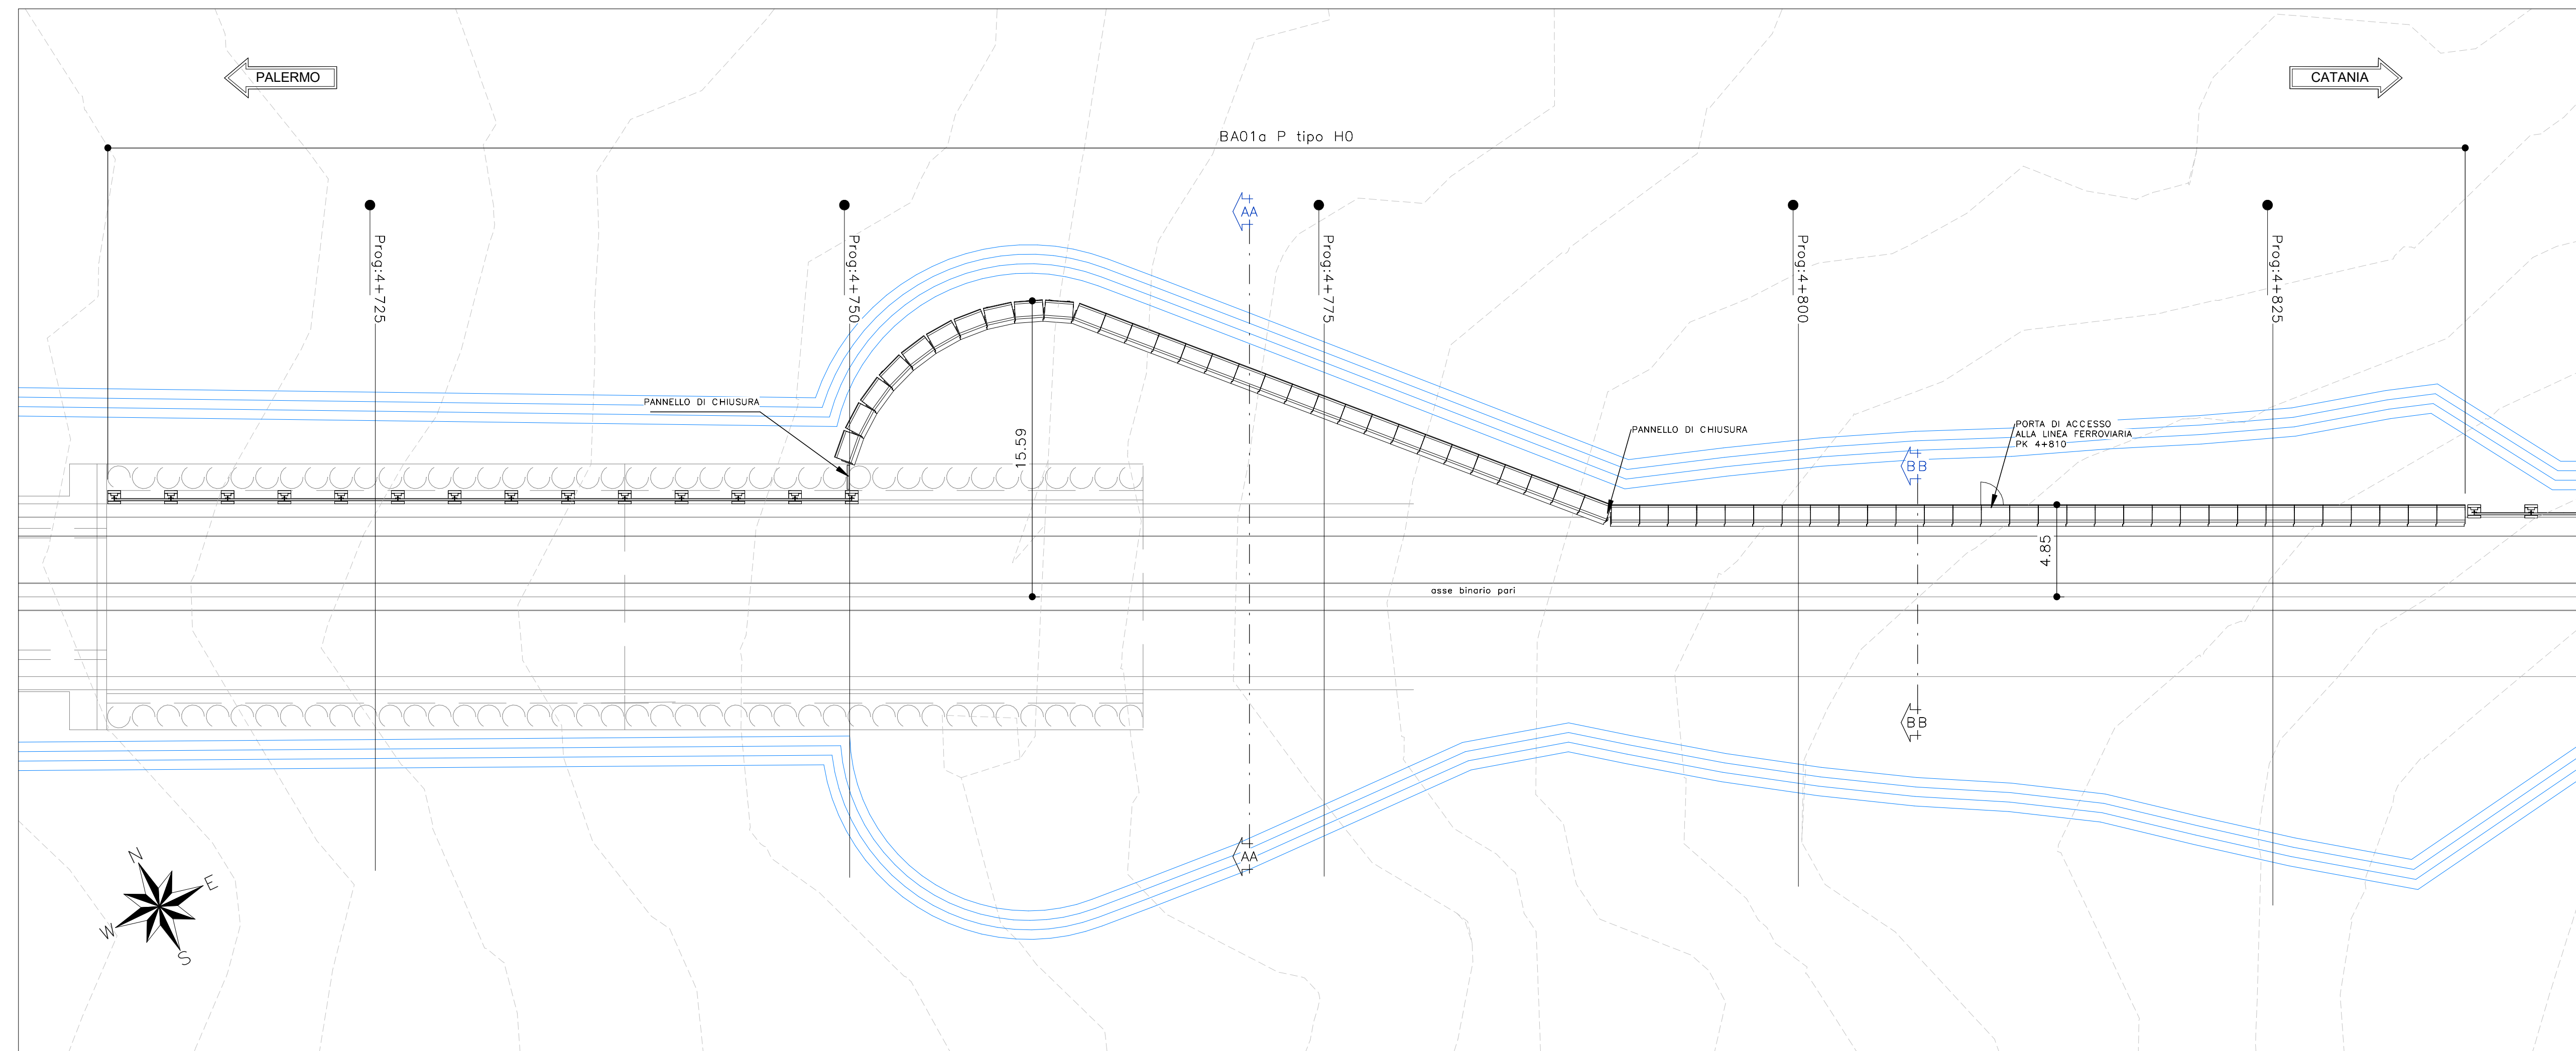 PALERMO
CATANIA
BA01a P tipo H0
AA
Prog:4+725
Prog:4+750
Prog:4+775
Prog:4+800
Prog:4+825
PANNELLO DI CHIUSURA
15.59
PANNELLO DI CHIUSURA
PORTA DI ACCESSO
ALLA LINEA FERROVIARIA
PK 4+810
BB
4.85
asse binario pari
BB
AA
N
E
W
S